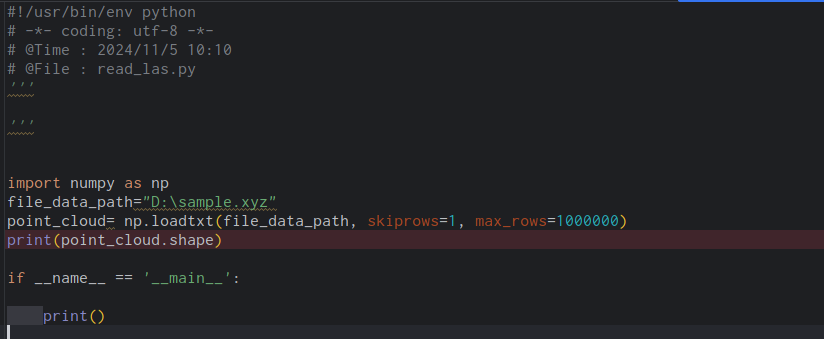 #!/usr/bin/env python
# -*- coding: utf-8 -*-
# @Time : 2024/11/5 10:10
# @File : read_las.py
'''
'''
import numpy as np
file_data_path="D:\sample.xyz"
point_cloud= np.loadtxt(file_data_path, skiprows=1, max_rows=1000000)
print(point_cloud.shape)
if __name__ == '__main__':
    print()